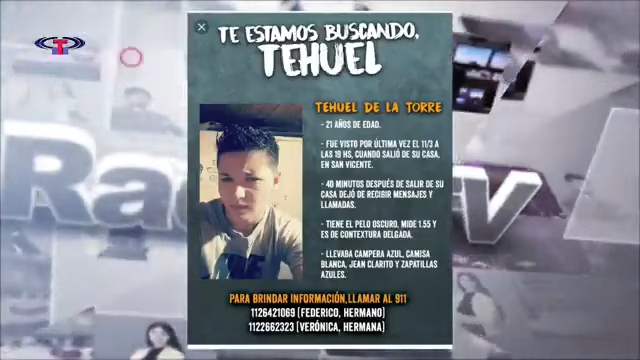 TE ESTAMOS BUSCANDO,
TEHUEL
TEHUEL DE LA TORRE
- 21 AÑOS DE EDAD.
- FUE VISTO POR ÚLTIMA VEZ EL 11/3 A
LAS 19 HS, CUANDO SALIÓ DE SU CASA,
EN SAN VICENTE.
- 40 MINUTOS DESPUÉS DE SALIR DE SU
CASA DEJÓ DE RECIBIR MENSAJES Y
LLAMADAS.
- TIENE EL PELO OSCURO, MIDE 1.55 Y
ES DE CONTEXTURA DELGADA.
- LLEVABA CAMPERA AZUL, CAMISA
BLANCA, JEAN CLARITO Y ZAPATILLAS
AZULES.
PARA BRINDAR INFORMACIÓN,LLAMAR AL 911
1126421069 (FEDERICO, HERMANO)
1122662323 (VERÓNICA, HERMANA)
Rad
TV